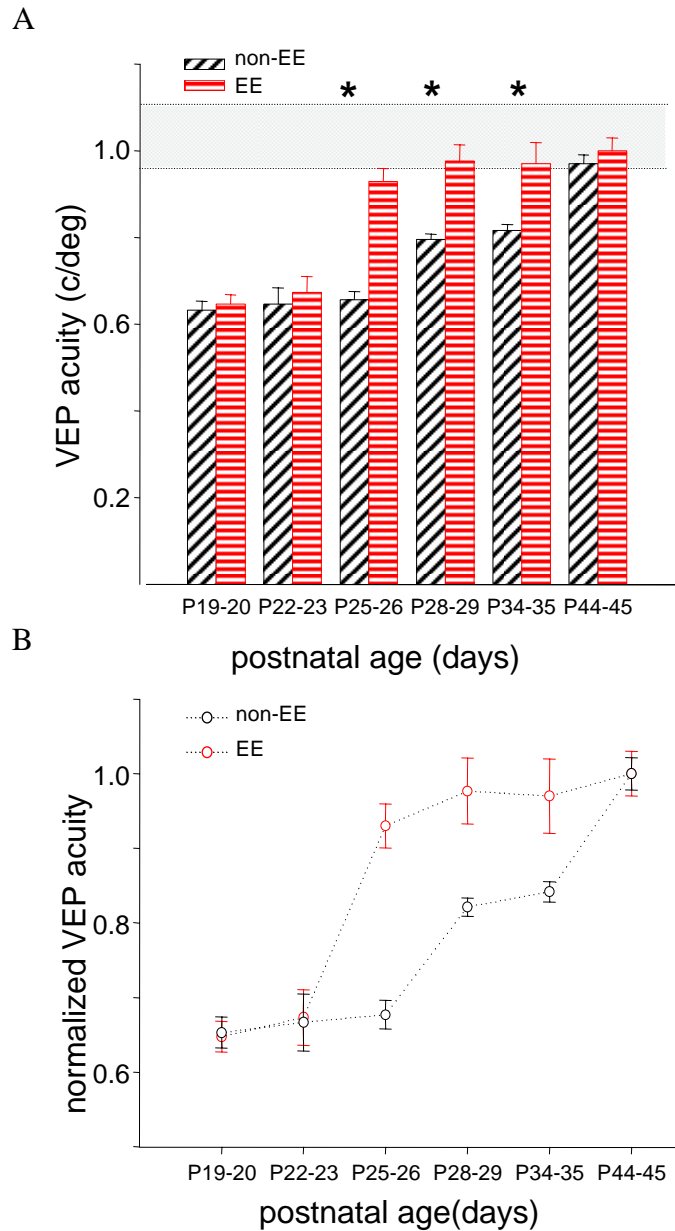 A
non-EE
EE
* * *
1.0
0.6
0.2
VEP acuity (c/deg)
P19-20 P22-23 P25-26 P28-29 P34-35 P44-45
postnatal age (days)
B
non-EE
EE
1.0
0.8
0.6
normalized VEP acuity
P19-20 P22-23 P25-26 P28-29 P34-35 P44-45
postnatal age(days)